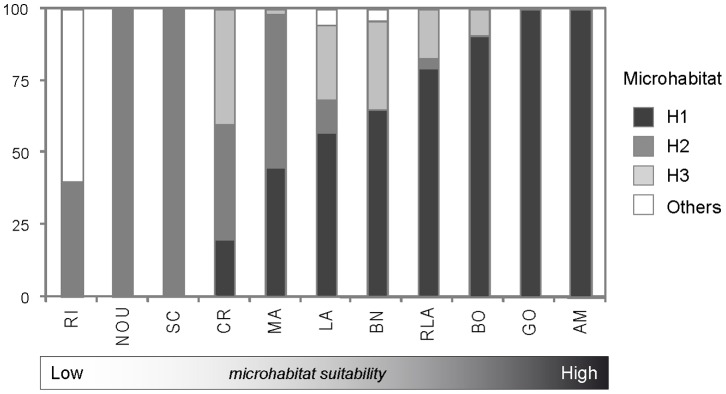 100
75
50
25
0
RI
NOU
SC
CR
MA
LA
BN
RLA
BO
GO
AM
Microhabitat
H1
H2
H3
Others
Low microhabitat suitability High